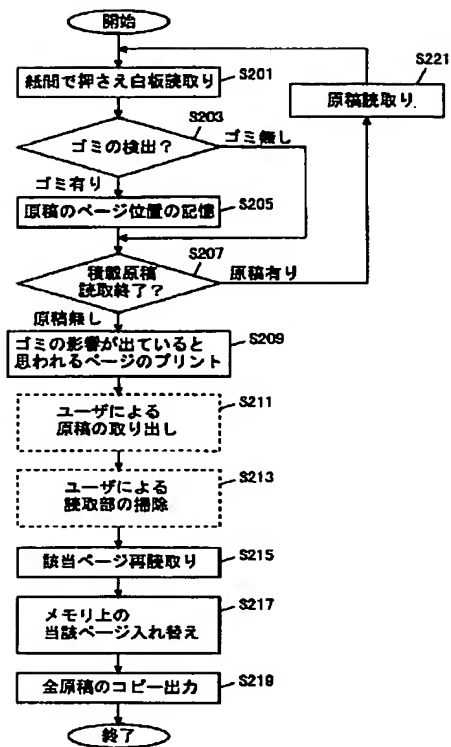 開始
紙間で押さえ白板読取り
S201
S221
原稿読取り
S203
ゴミの検出？
ゴミ無し
ゴミ有り
原稿のページ位置の記憶
S205
S207
積載原稿
読取終了？
原稿有り
原稿無し
S209
ゴミの影響が出ていると
思われるページのプリント
S211
ユーザによる
原稿の取り出し
S213
ユーザによる
読取部の掃除
S215
該当ページ再読取り
S217
メモリ上の
当該ページ入れ替え
S219
全原稿のコピー出力
終了